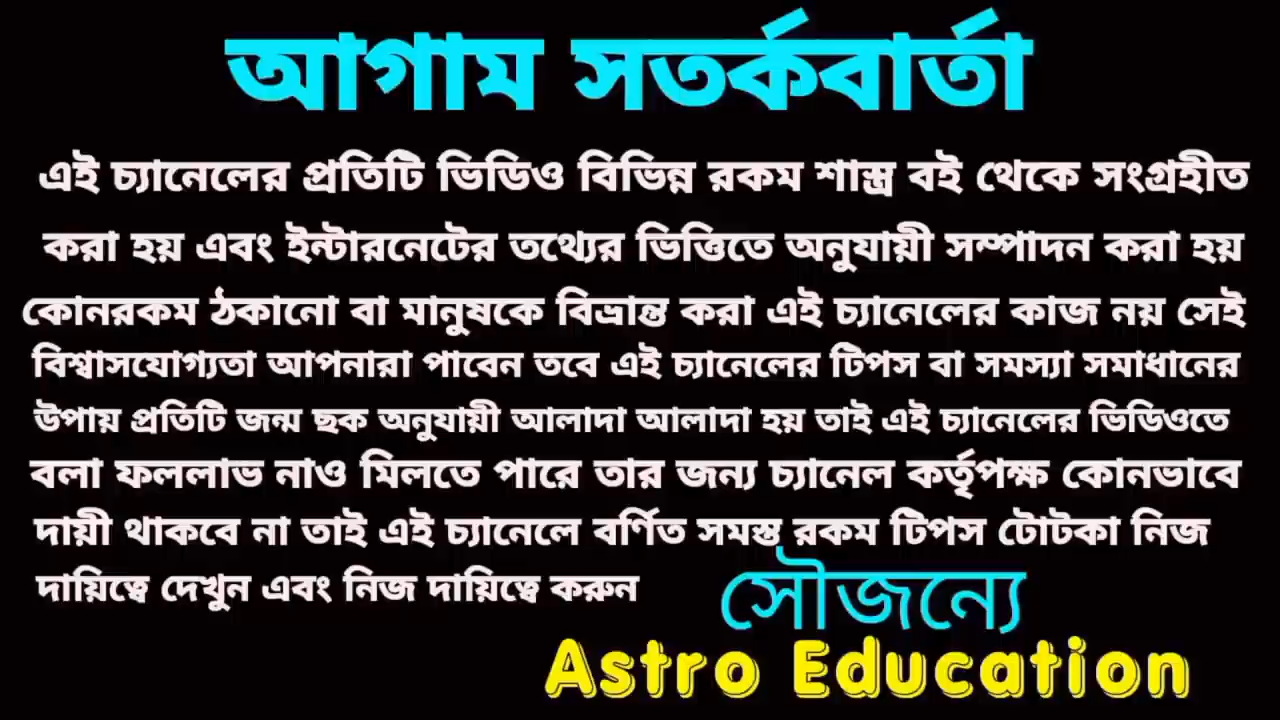 আগাম সতর্কবার্তা
এই চ্যানেলের প্রতিটি ভিডিও বিভিন্ন রকম শাস্ত্র বই থেকে সংগ্রহীত
করা হয় এবং ইন্টারনেটের তথ্যের ভিত্তিতে অনুযায়ী সম্পাদন করা হয়
কোনরকম ঠকানো বা মানুষকে বিভ্রান্ত করা এই চ্যানেলের কাজ নয় সেই
বিশ্বাসযোগ্যতা আপনারা পাবেন তবে এই চ্যানেলের টিপস বা সমস্যা সমাধানের
উপায় প্রতিটি জন্ম ছক অনুযায়ী আলাদা আলাদা হয় তাই এই চ্যানেলের ভিডিওতে
বলা ফললাভ নাও মিলতে পারে তার জন্য চ্যানেল কর্তৃপক্ষ কোনভাবে
দায়ী থাকবে না তাই এই চ্যানেলে বর্ণিত সমস্ত রকম টিপস টোটকা নিজ
দায়িত্বে দেখুন এবং নিজ দায়িত্বে করুন
সৌজন্যে
Astro Education